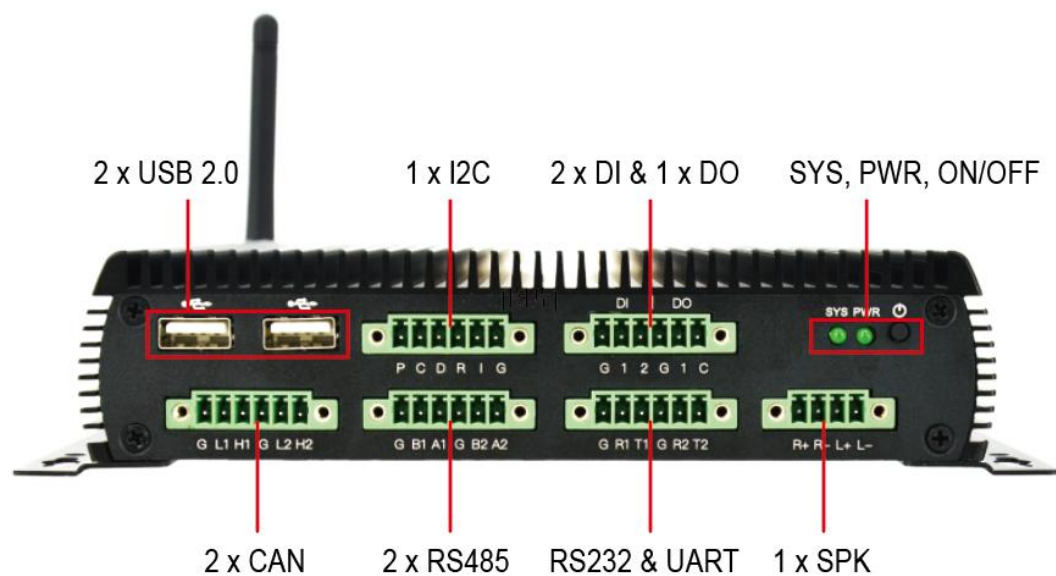 2 x USB 2.0
1 x I2C
2 x DI & 1 x DO
SYS, PWR, ON/OFF
DI DO
SYS PWR
P C D R I G
G 1 2 G 1 C
G L1 H1 G L2 H2
G B1 A1 G B2 A2
G R1 T1 G R2 T2
R+ R- L+ L-
2 x CAN
2 x RS485
RS232 & UART
1 x SPK